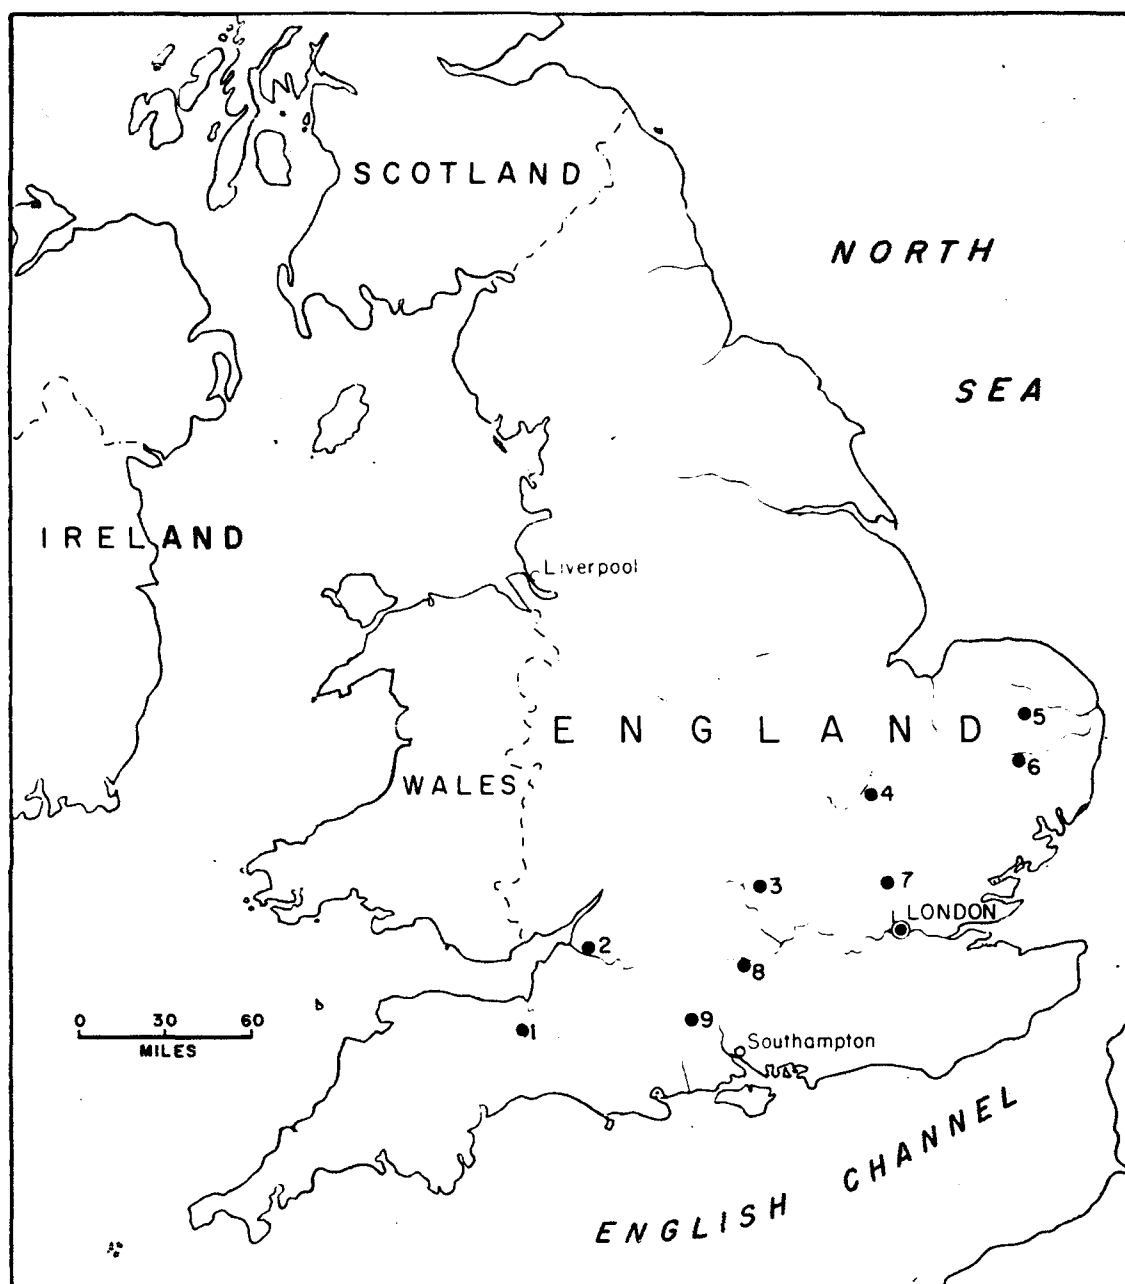 SCOTLAND
NORTH
SEA
IRELAND
Liverpool
5
ENGLAND
6
WALES
4
3
7
LONDON
2
8
9
0 30 60
MILES
1
Southampton
ENGLISH CHANNEL